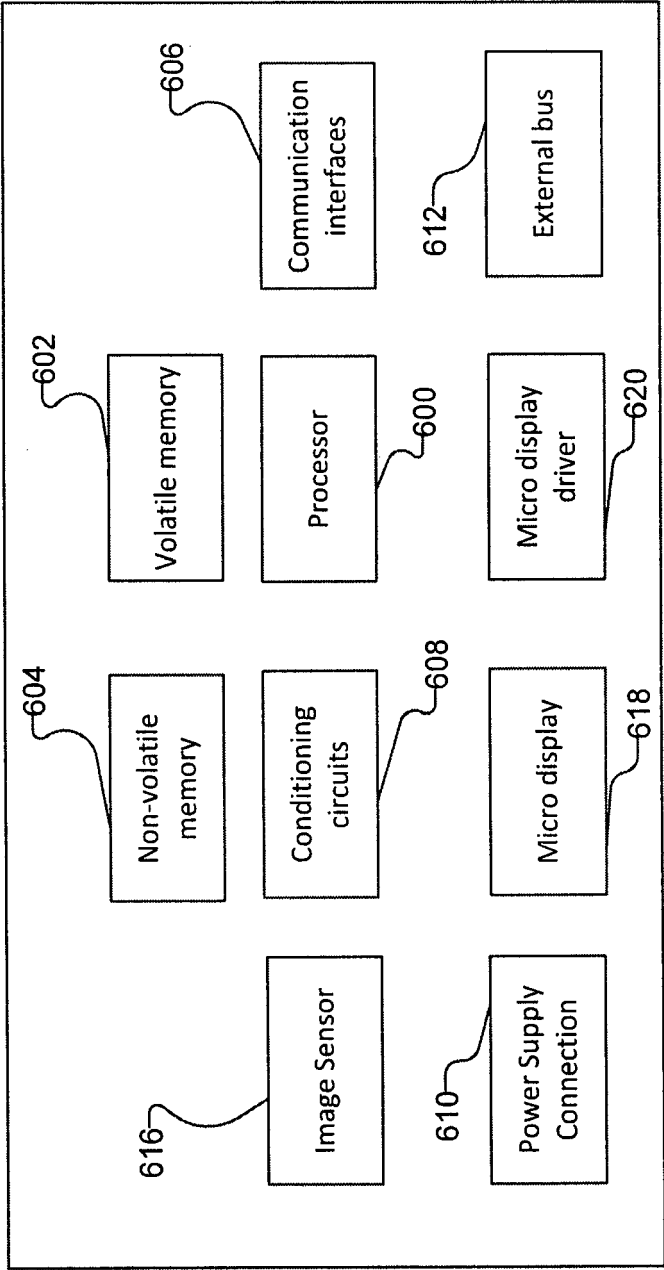 604
602
606
Non-volatile
memory
Volatile memory
616
Image Sensor
Conditioning
circuits
Processor
Communication
interfaces
608
600
610
612
Power Supply
Connection
Micro display
Micro display
driver
External bus
618
620